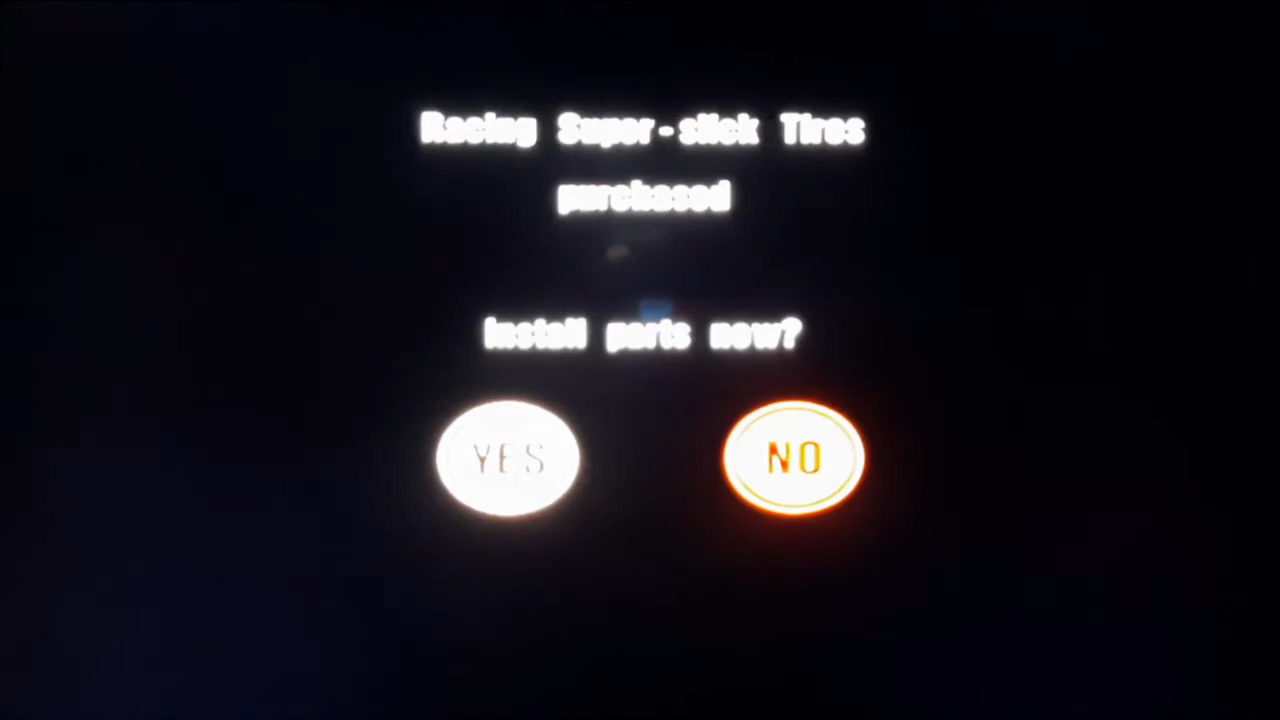 Racing Super-slick Tires
purchased
Install parts now?
YES NO